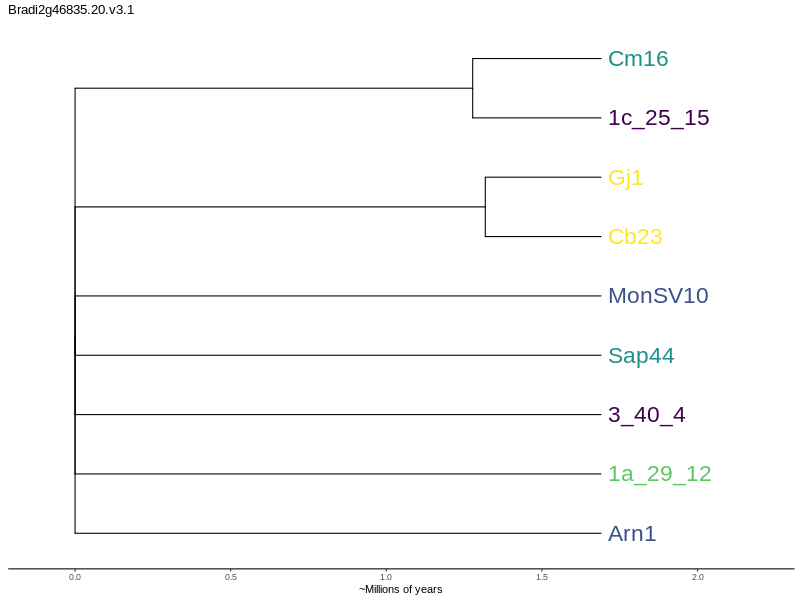 Bradi2g46835.20.v3.1
Cm16
1c_25_15
Gj1
Cb23
MonSV10
Sap44
3_40_4
1a_29_12
Arn1
0.0 0.5 1.0 1.5 2.0
~Millions of years